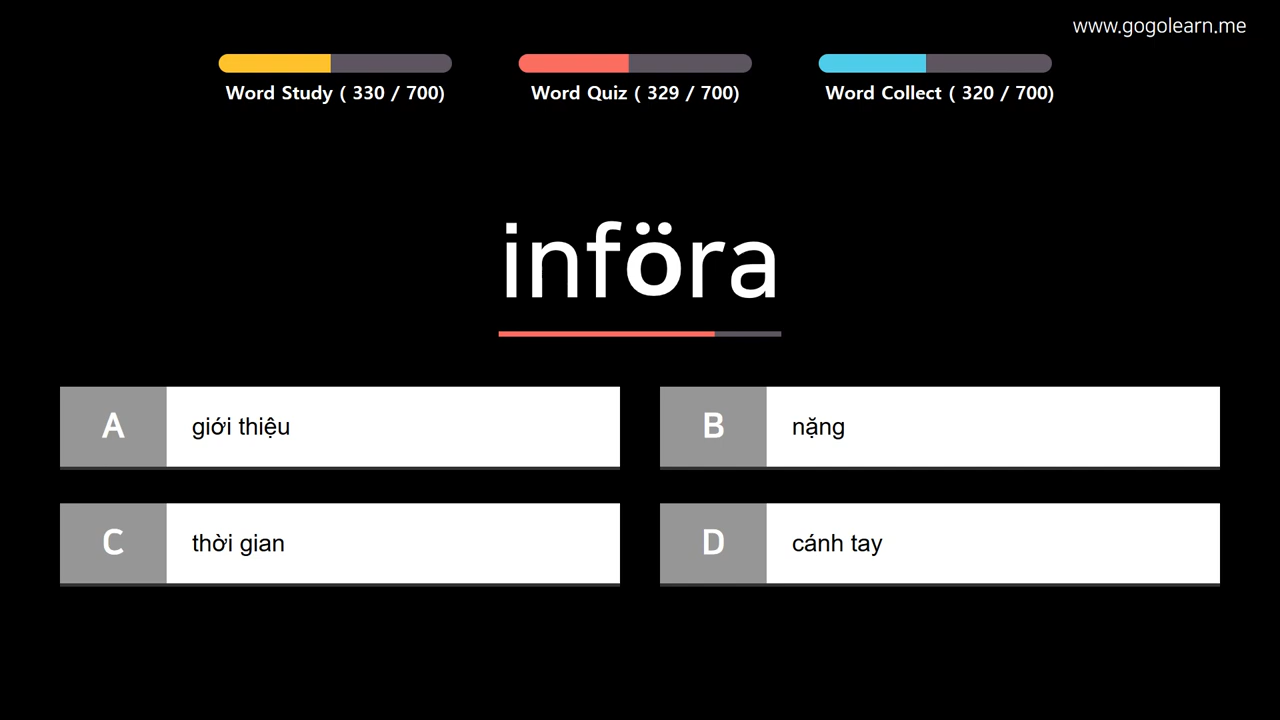 www.gogolearn.me
Word Study ( 330 / 700)
Word Quiz ( 329 / 700)
Word Collect ( 320 / 700)
införa
A giới thiệu
B nặng
C thời gian
D cánh tay